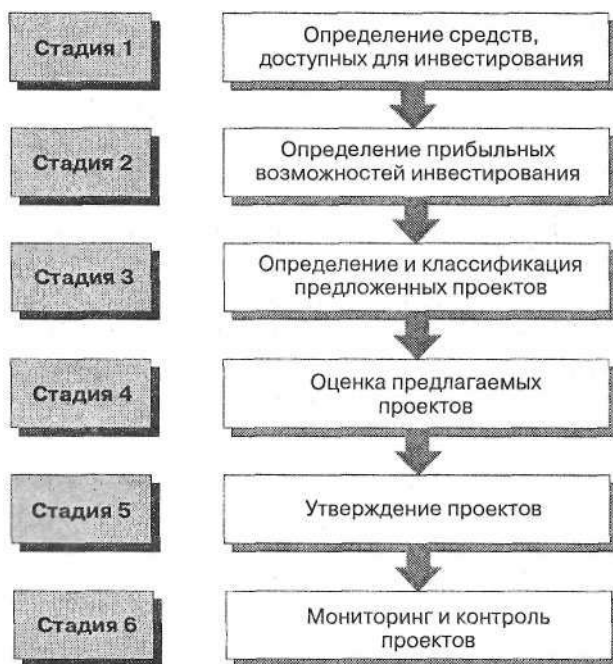 Стадия 1
Определение средств,
доступных для инвестирования
Стадия 2
Определение прибыльных
возможностей инвестирования
Стадия 3
Определение и классификация
предложенных проектов
Стадия 4
Оценка предлагаемых
проектов
Стадия 5
Утверждение проектов
Стадия 6
Мониторинг и контроль
проектов